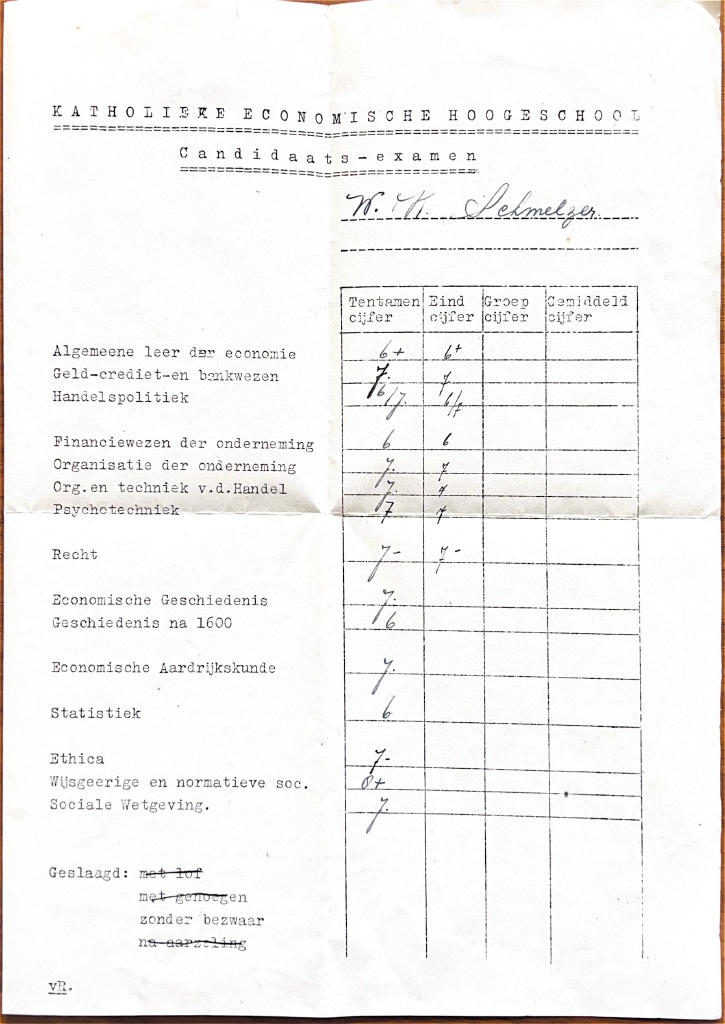 KATHOLIEKE ECONOMISCHE HOOGESCHOOL
Candidaats-examen
W. K. Schmelzer.
Tentamen cijfer Eind cijfer Groep cijfer Gemiddeld cijfer
Algemeene leer der economie 6+ 6+
Geld-crediet-en bankwezen 7. 7
Handelspolitiek 6/7. 6/7
Financiewezen der onderneming 6 6
Organisatie der onderneming 7. 7
Org.en techniek v.d.Handel 7. 7
Psychotechniek 7 7
Recht 7- 7-
Economische Geschiedenis 7.
Geschiedenis na 1600 6
Economische Aardrijkskunde 7.
Statistiek 6
Ethica 7-
Wijsgeerige en normatieve soc. 8+
Sociale Wetgeving. 7.
Geslaagd: met lof
met genoegen
zonder bezwaar
na aarzeling
vR.